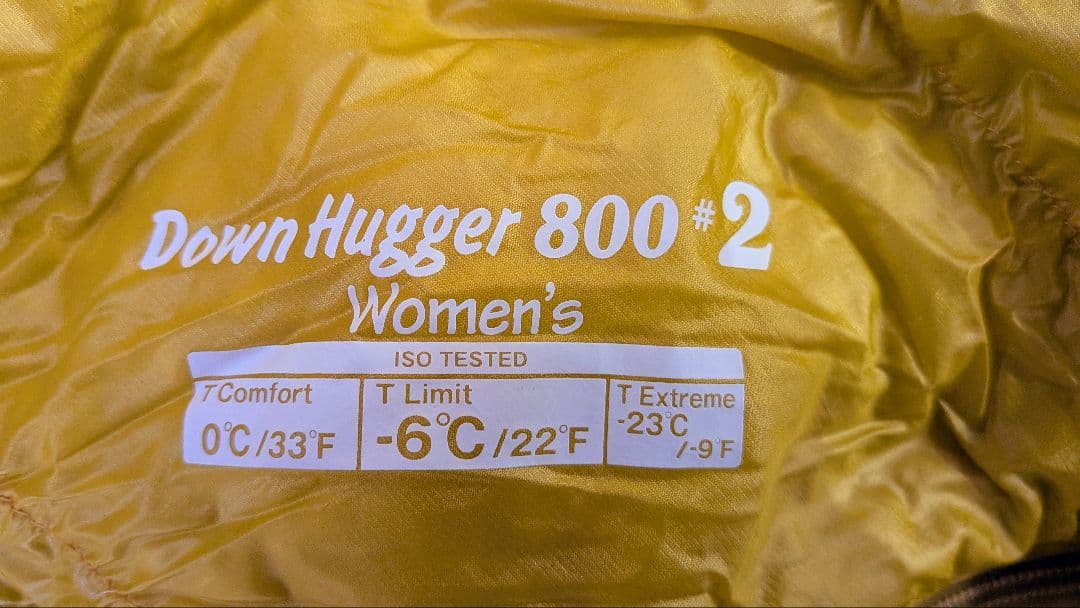 Down Hugger 800 #2
Women's
ISO TESTED
T Comfort
0°C/33°F
T Limit
-6°C/22°F
T Extreme
-23°C
/-9°F